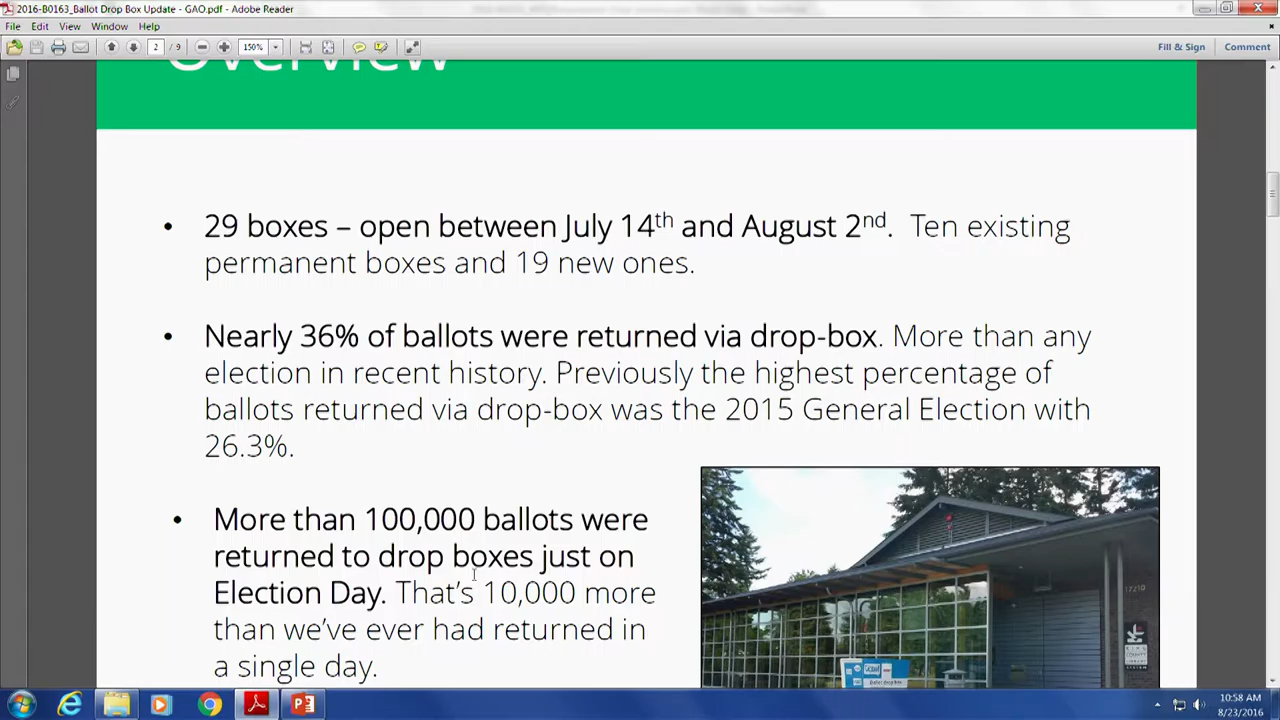 2016-B0163_Ballot Drop Box Update - GAO.pdf - Adobe Reader
File Edit View Window Help
2 / 9 150% Fill & Sign Comment
Overview
• 29 boxes – open between July 14th and August 2nd. Ten existing
permanent boxes and 19 new ones.
• Nearly 36% of ballots were returned via drop-box. More than any
election in recent history. Previously the highest percentage of
ballots returned via drop-box was the 2015 General Election with
26.3%.
• More than 100,000 ballots were
returned to drop boxes just on
Election Day. That's 10,000 more
than we've ever had returned in
a single day.
17210
KING
COUNTY
LIBRARY
SYSTEM
10:58 AM
8/23/2016